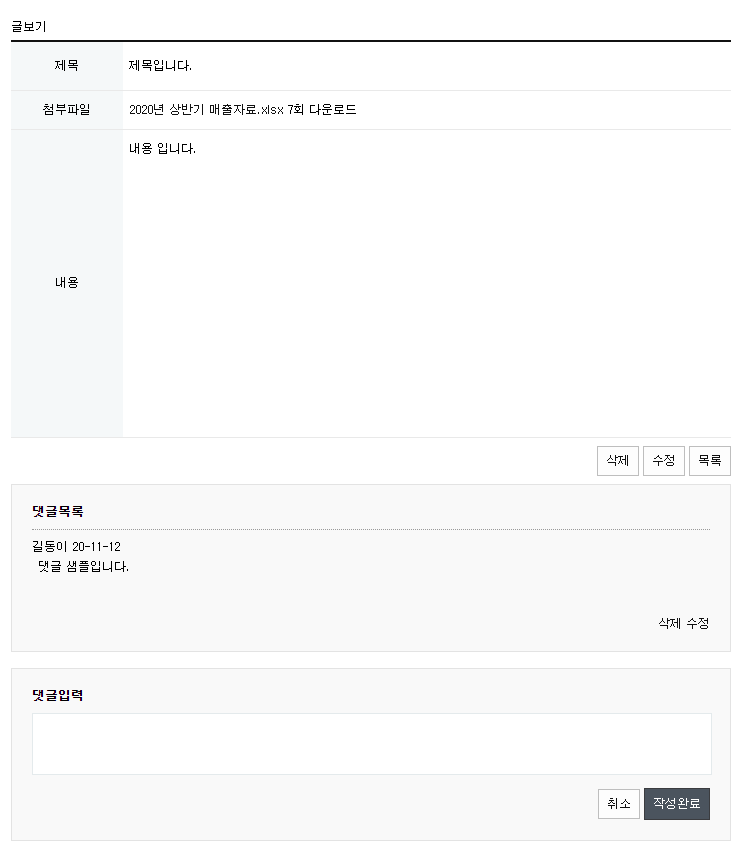 글보기
제목 제목입니다.
첨부파일 2020년 상반기 매출자료.xlsx 7회 다운로드
내용 입니다.
내용
삭제 수정 목록
댓글목록
길동이 20-11-12
댓글 샘플입니다.
삭제 수정
댓글입력
취소 작성완료